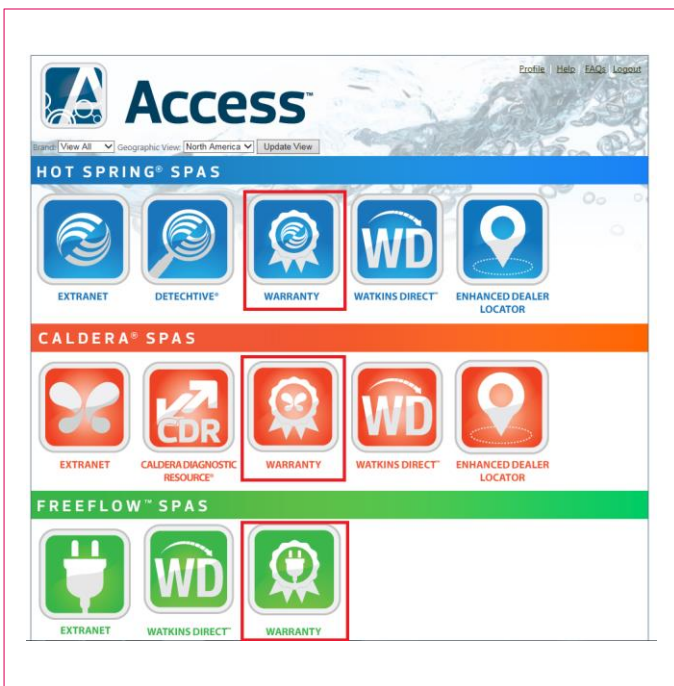 Profile | Help | FAQs | Logout
Access™
Brand: View All Geographic View: North America Update View
HOT SPRING® SPAS
WD
EXTRANET DETECHTIVE® WARRANTY WATKINS DIRECT™ ENHANCED DEALER
LOCATOR
CALDERA® SPAS
CDR WD
EXTRANET CALDERA DIAGNOSTIC WARRANTY WATKINS DIRECT™ ENHANCED DEALER
RESOURCE® LOCATOR
FREEFLOW™ SPAS
WD
EXTRANET WATKINS DIRECT™ WARRANTY